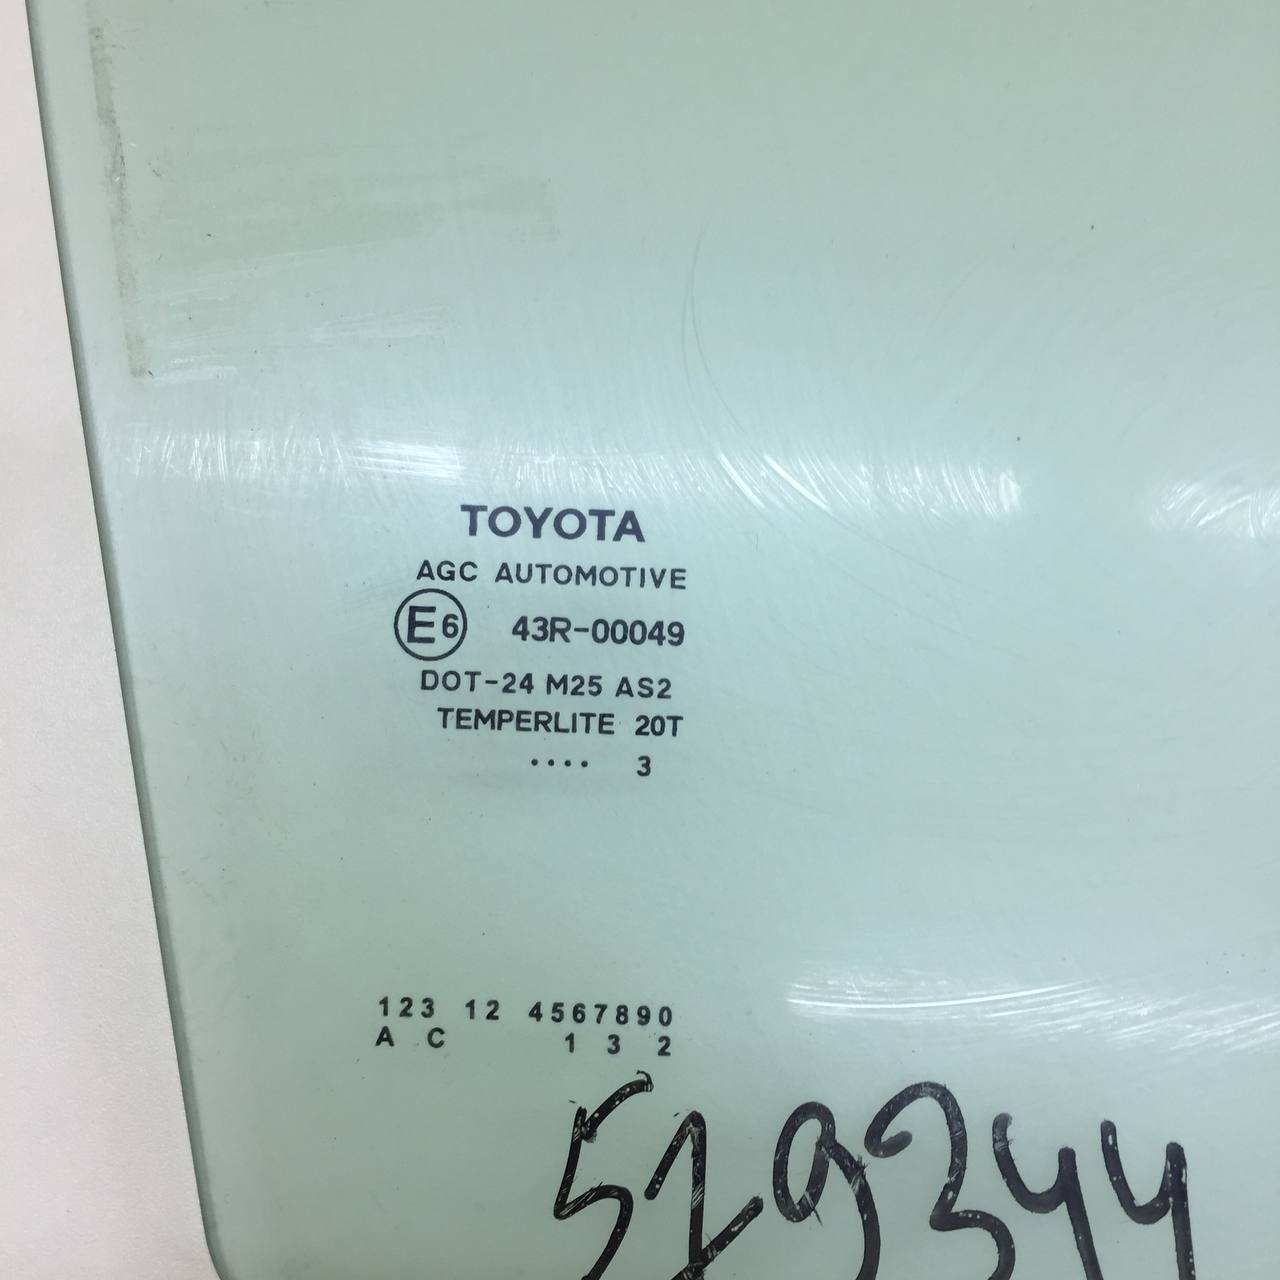 TOYOTA
AGC AUTOMOTIVE
E6 43R-00049
DOT-24 M25 AS2
TEMPERLITE 20T
.... 3
123 12 4567890
A C 1 3 2
579344